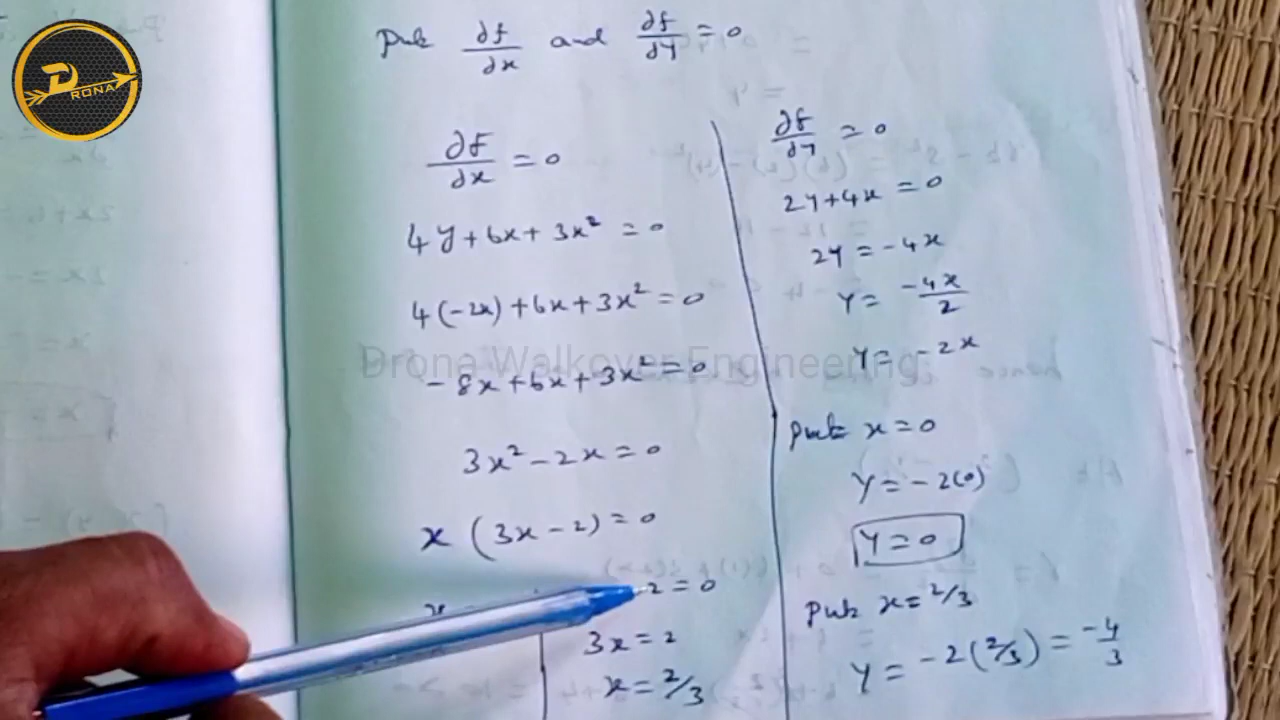 DRONA
Put ∂f/∂x and ∂f/∂y = 0
∂f/∂x = 0
4y + 6x + 3x² = 0
4(-2x) + 6x + 3x² = 0
-8x + 6x + 3x² = 0
3x² - 2x = 0
x (3x - 2) = 0
2 = 0
3x = 2
x = 2/3
∂f/∂y = 0
2y + 4x = 0
2y = -4x
y = -4x/2
y = -2x
Put x = 0
y = -2(0)
y = 0
Put x = 2/3
y = -2(2/3) = -4/3
Drona Walkover Engineering